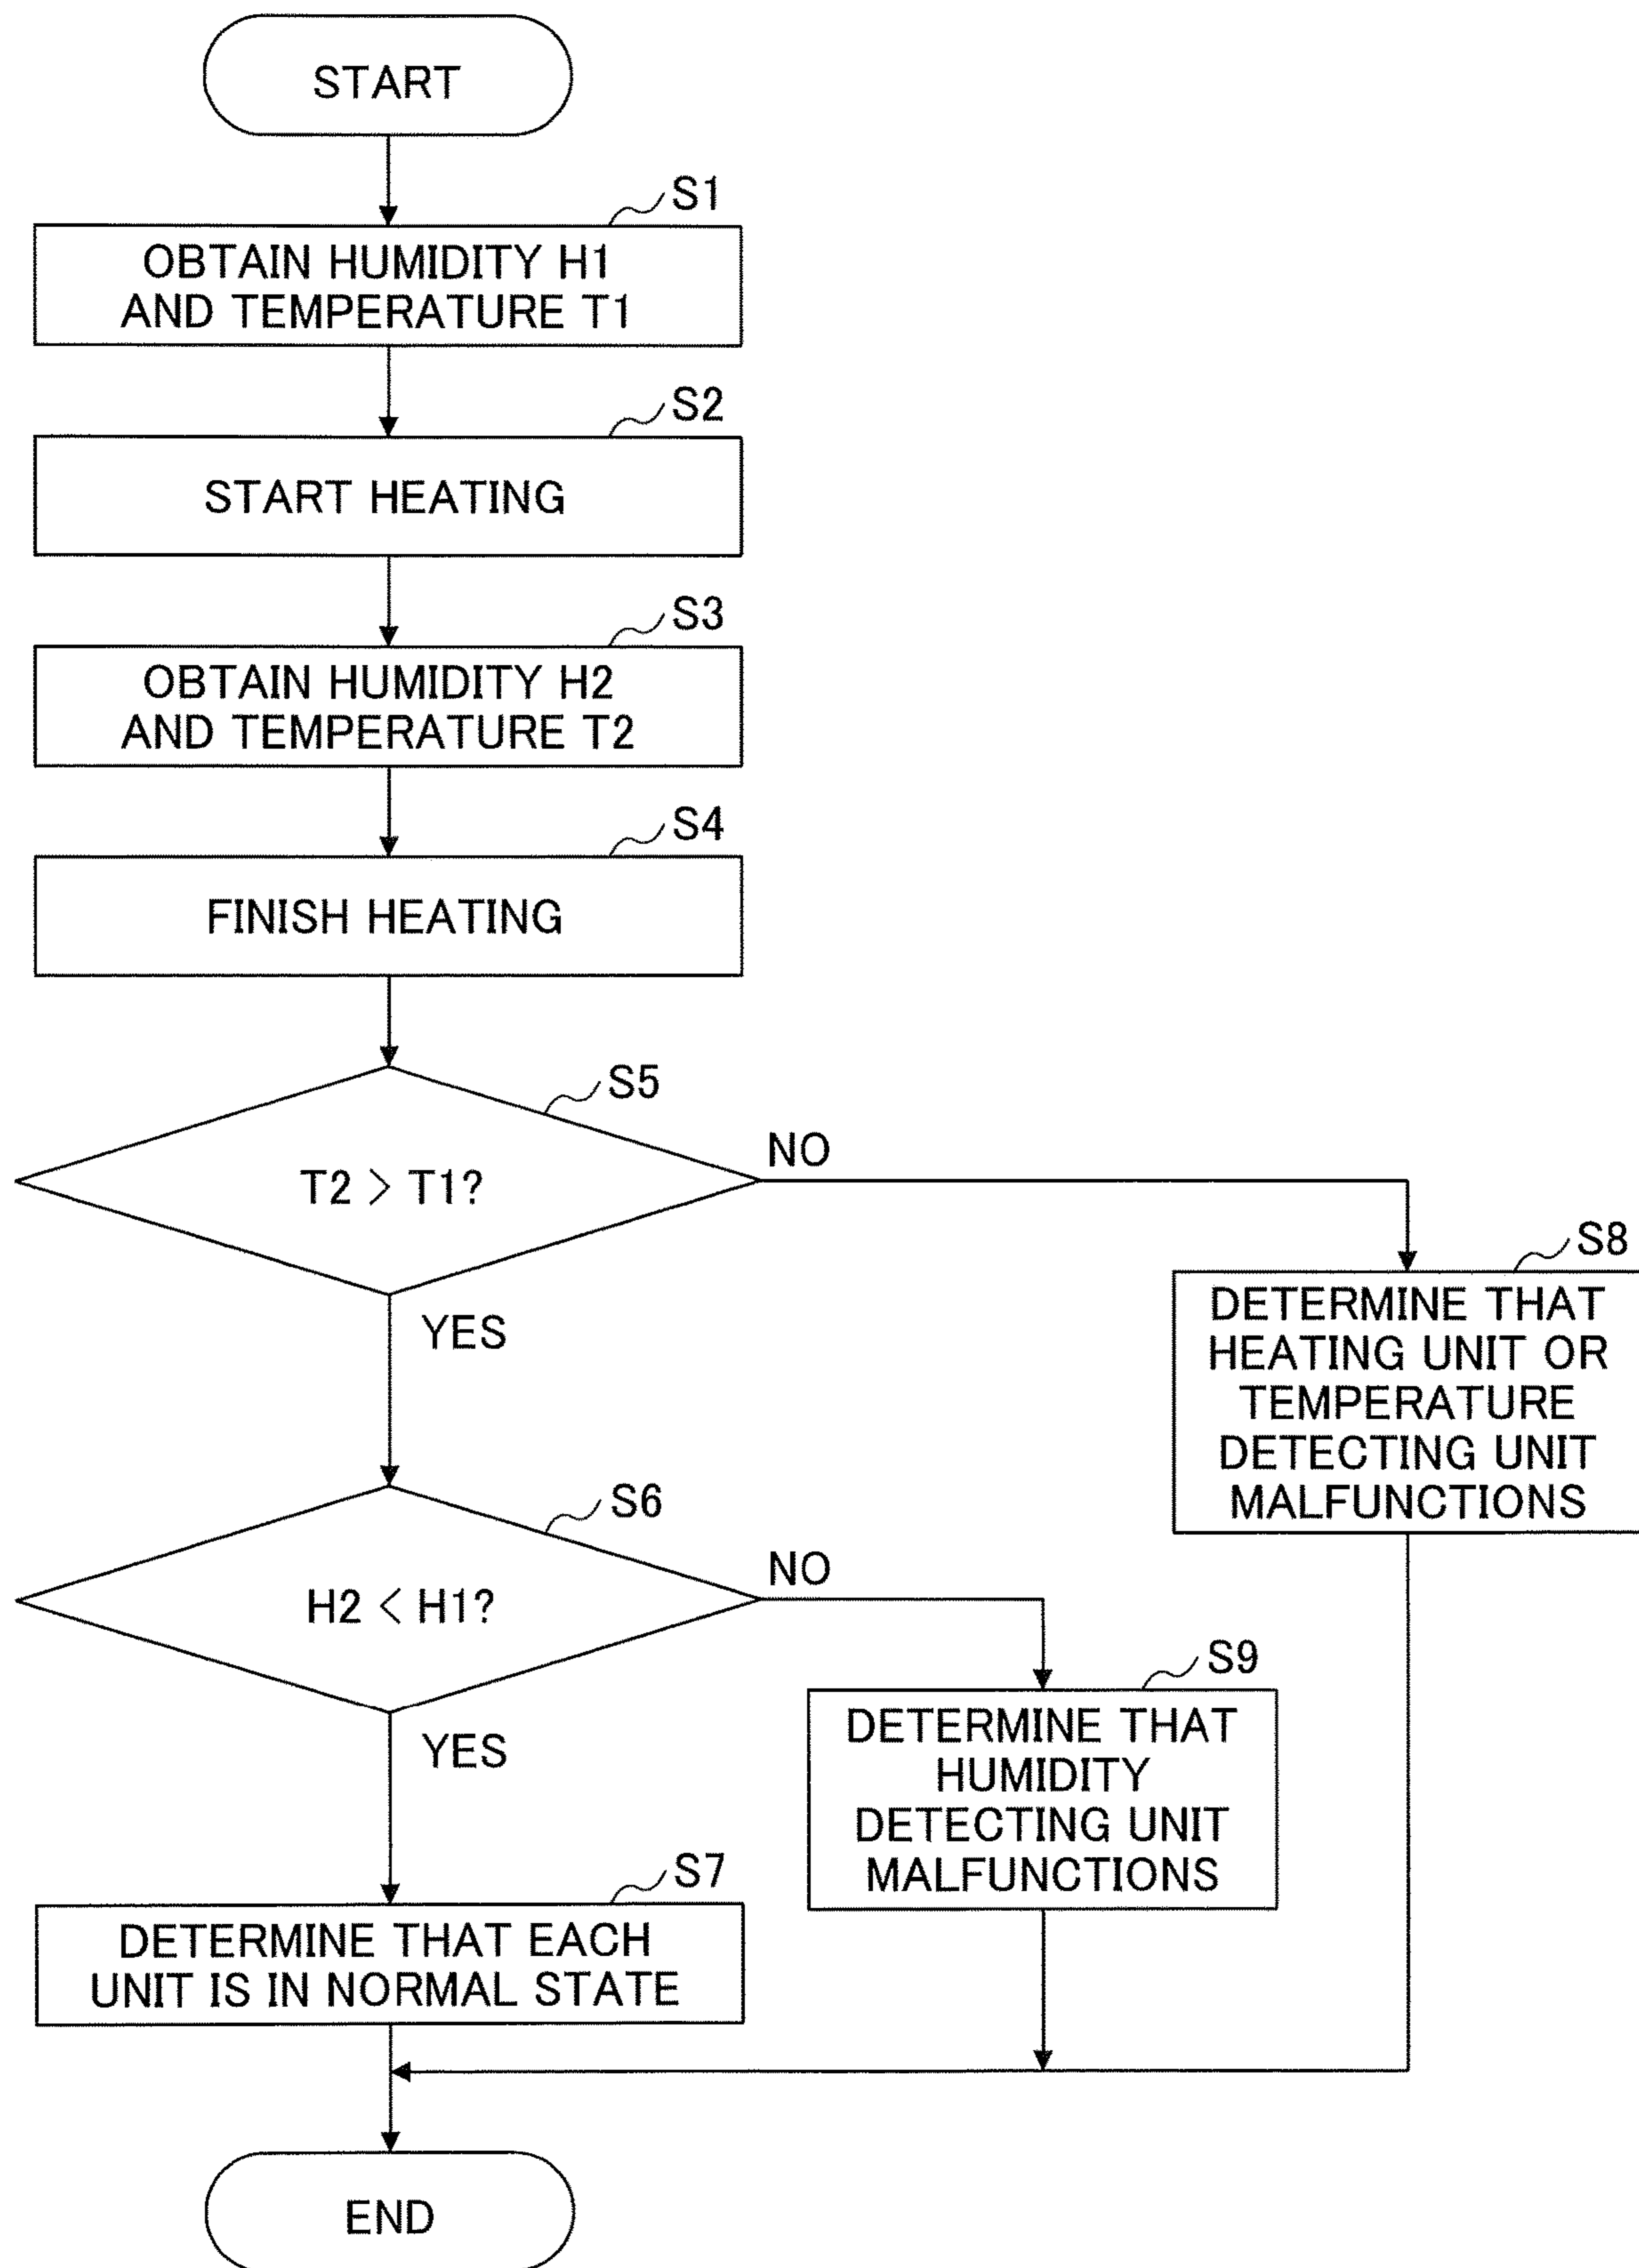 START
S1
OBTAIN HUMIDITY H1
AND TEMPERATURE T1
S2
START HEATING
S3
OBTAIN HUMIDITY H2
AND TEMPERATURE T2
S4
FINISH HEATING
S5
T2 > T1?
NO
YES
S8
DETERMINE THAT
HEATING UNIT OR
TEMPERATURE
DETECTING UNIT
MALFUNCTIONS
S6
H2 < H1?
NO
YES
S9
DETERMINE THAT
HUMIDITY
DETECTING UNIT
MALFUNCTIONS
S7
DETERMINE THAT EACH
UNIT IS IN NORMAL STATE
END